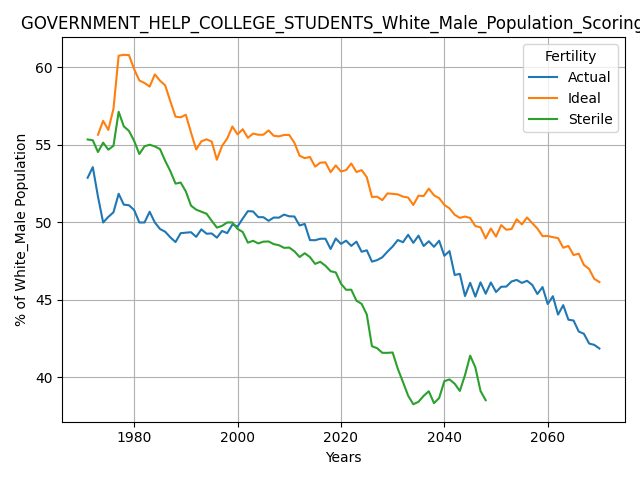 GOVERNMENT_HELP_COLLEGE_STUDENTS_White_Male_Population_Scoring
Fertility
Actual
Ideal
Sterile
% of White_Male Population
60
55
50
45
40
1980 2000 2020 2040 2060
Years